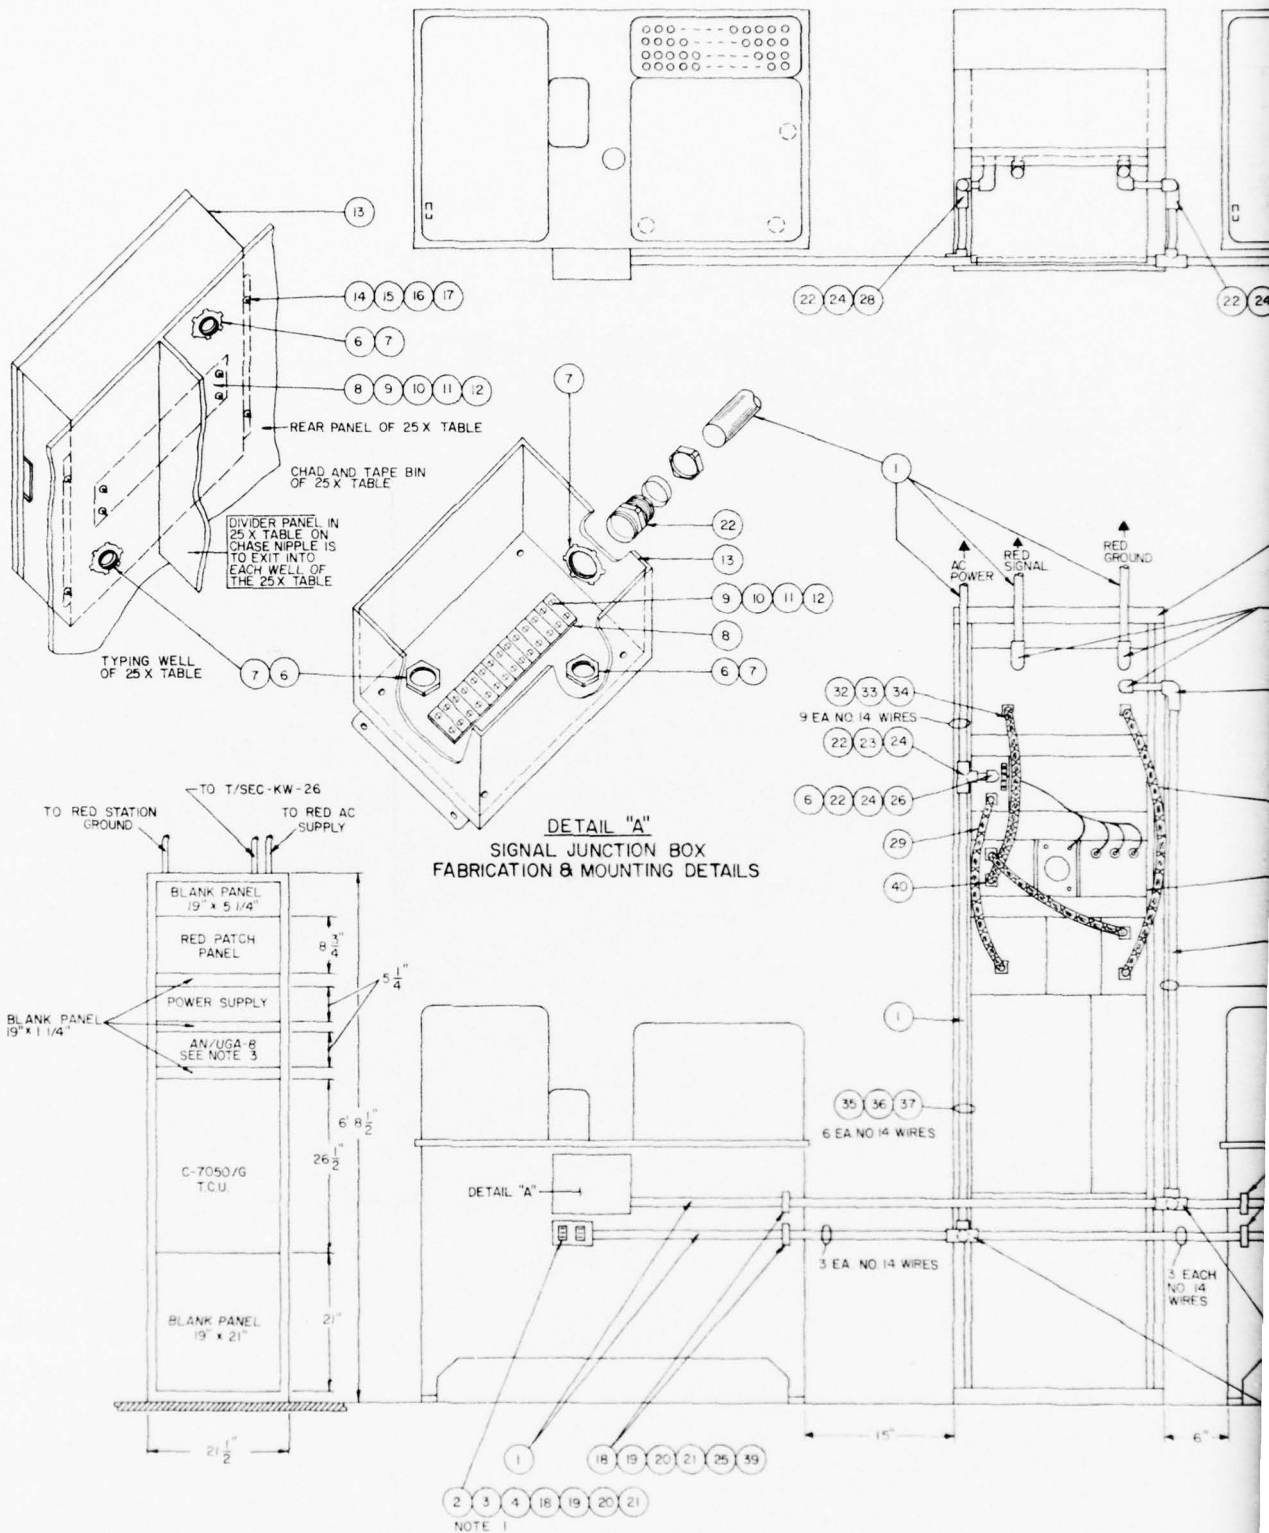 13
14 15 16 17
6 7
8 9 10 11 12
REAR PANEL OF 25 X TABLE
CHAD AND TAPE BIN
OF 25 X TABLE
DIVIDER PANEL IN
25 X TABLE ON
CHASE NIPPLE IS
TO EXIT INTO
EACH WELL OF
THE 25X TABLE
TYPING WELL
OF 25 X TABLE
7 6
22 24 28
22 24
7
1
22
13
9 10 11 12
8
6 7
DETAIL "A"
SIGNAL JUNCTION BOX
FABRICATION & MOUNTING DETAILS
AC
POWER
RED
SIGNAL
RED
GROUND
32 33 34
9 EA NO. 14 WIRES
22 23 24
6 22 24 26
29
40
1
35 36 37
6 EA. NO. 14 WIRES
TO T/SEC-KW-26
TO RED STATION
GROUND
TO RED AC
SUPPLY
BLANK PANEL
19" x 5 1/4"
RED PATCH
PANEL
8 3/4"
5 1/4"
POWER SUPPLY
BLANK PANEL
19" x 1 1/4"
AN/UGA-8
SEE NOTE 3
6' 8 1/2"
26 1/2"
C-7050/G
T.C.U.
BLANK PANEL
19" x 21"
21"
21 1/2"
DETAIL "A"
3 EA. NO. 14 WIRES
3 EACH
NO. 14
WIRES
15"
6"
1
18 19 20 21 25 39
2 3 4 18 19 20 21
NOTE 1